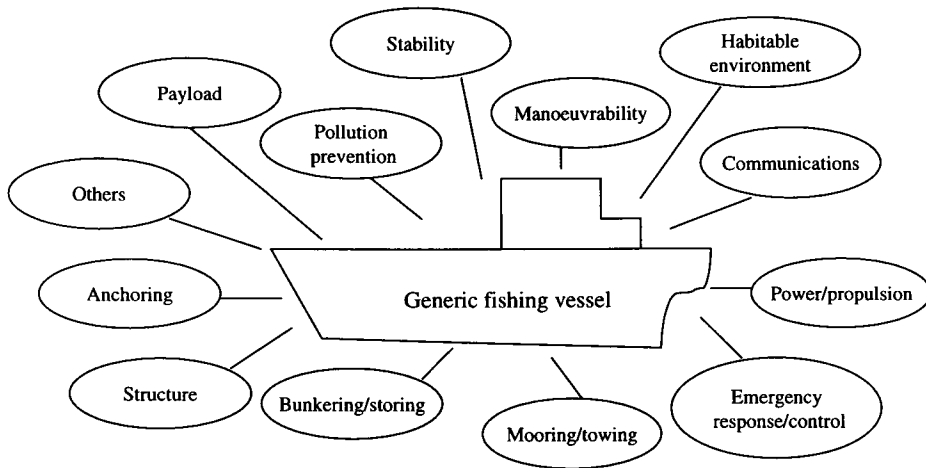 Stability
Habitable
environment
Payload
Manoeuvrability
Pollution
prevention
Communications
Others
Anchoring
Generic fishing vessel
Power/propulsion
Structure
Bunkering/storing
Emergency
response/control
Mooring/towing